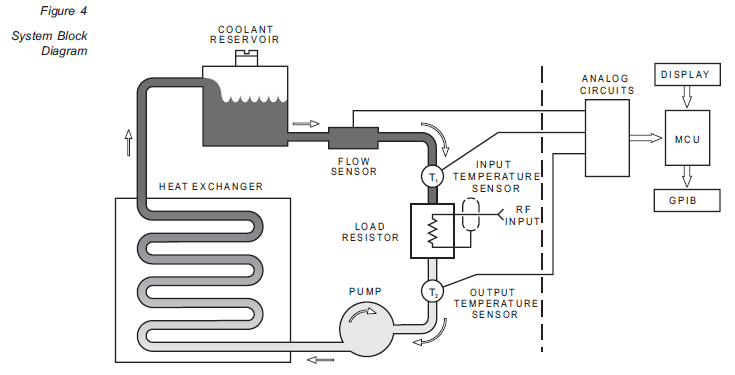 Figure 4
System Block
Diagram
COOLANT
RESERVOIR
FLOW
SENSOR
HEAT EXCHANGER
T1
INPUT
TEMPERATURE
SENSOR
LOAD
RESISTOR
RF
INPUT
T2
OUTPUT
TEMPERATURE
SENSOR
PUMP
ANALOG
CIRCUITS
DISPLAY
MCU
GPIB